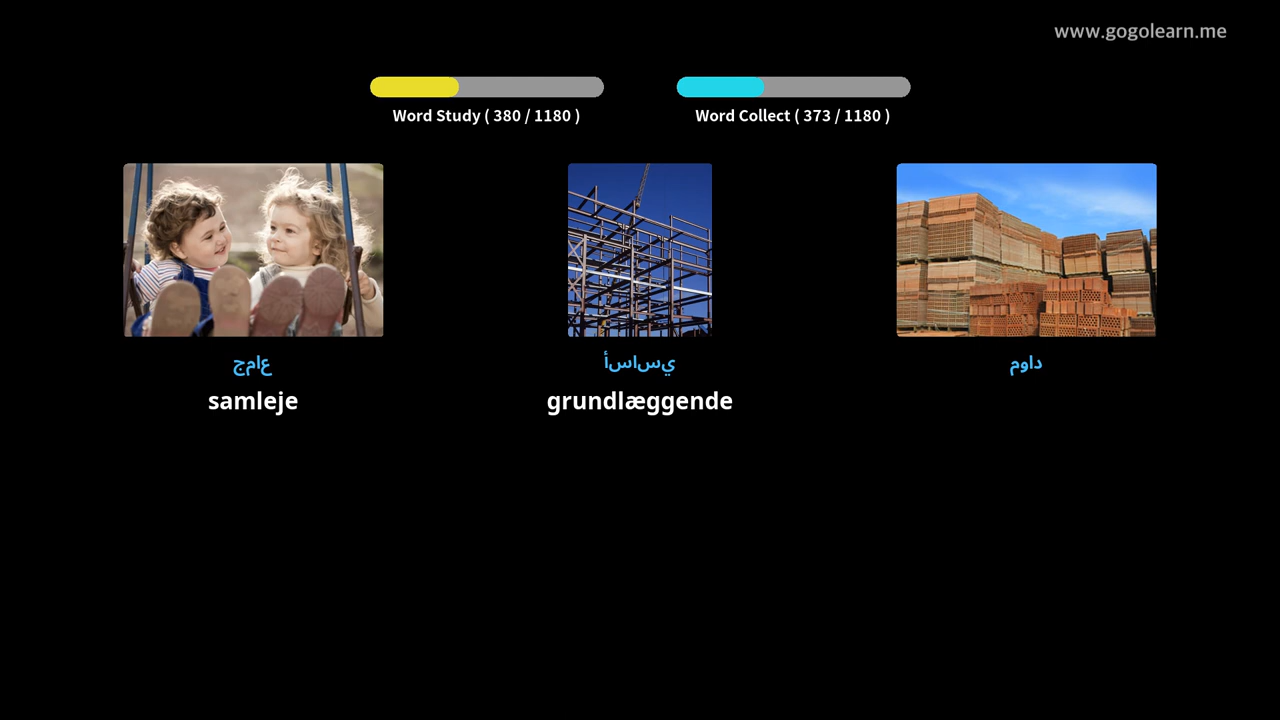 www.gogolearn.me
Word Study ( 380 / 1180 )
Word Collect ( 373 / 1180 )
جماع
أساسي
مواد
samleje
grundlæggende